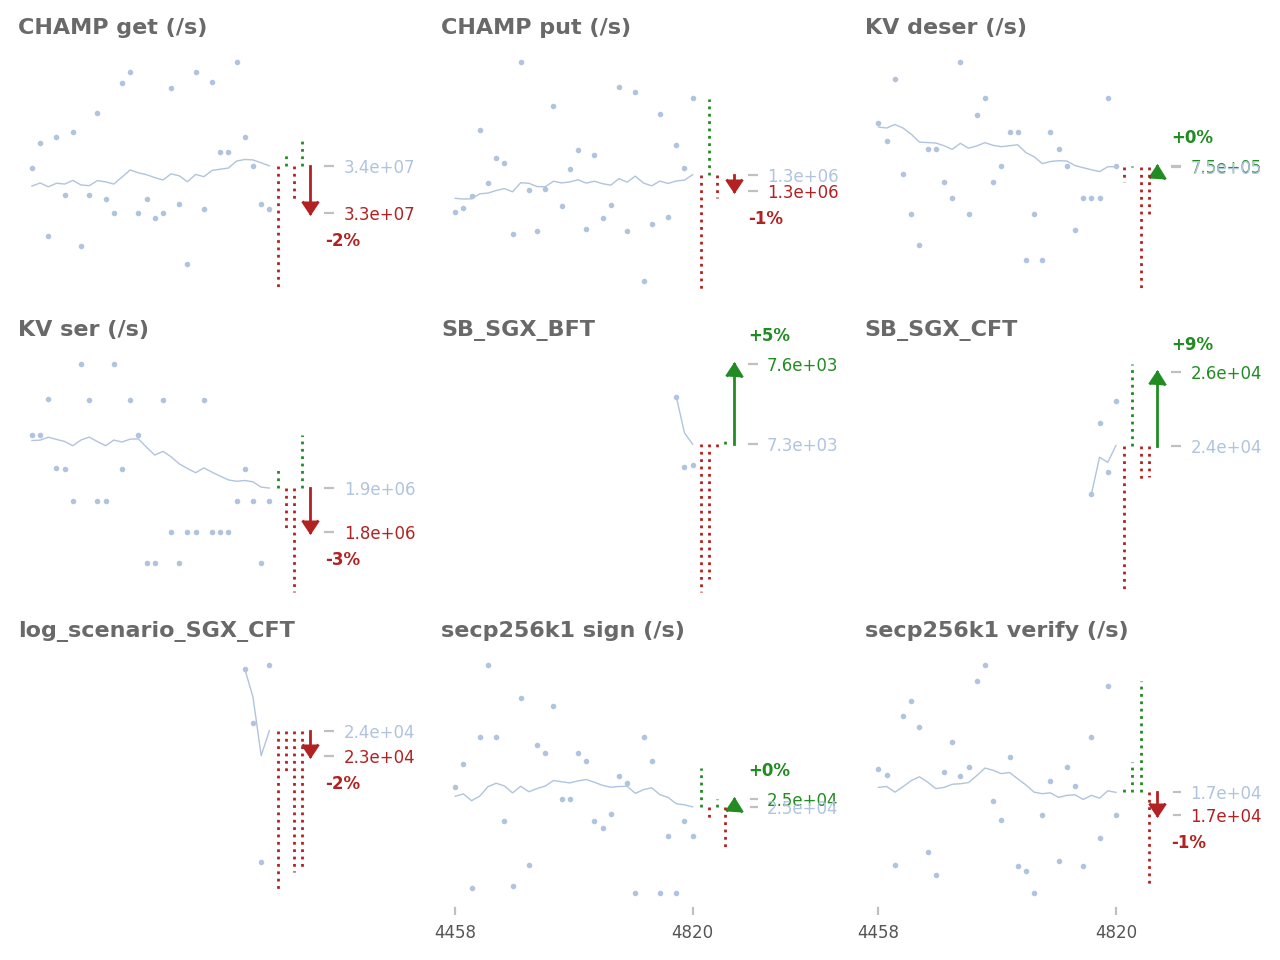 CHAMP get (/s)
3.4e+07
3.3e+07
-2%
CHAMP put (/s)
1.3e+06
1.3e+06
-1%
KV deser (/s)
+0%
KV ser (/s)
1.9e+06
1.8e+06
-3%
SB_SGX_BFT
+5%
7.6e+03
7.3e+03
SB_SGX_CFT
+9%
2.6e+04
2.4e+04
log_scenario_SGX_CFT
2.4e+04
2.3e+04
-2%
secp256k1 sign (/s)
+0%
2.5e+04
2.5e+04
4458
4820
secp256k1 verify (/s)
1.7e+04
1.7e+04
-1%
4458
4820